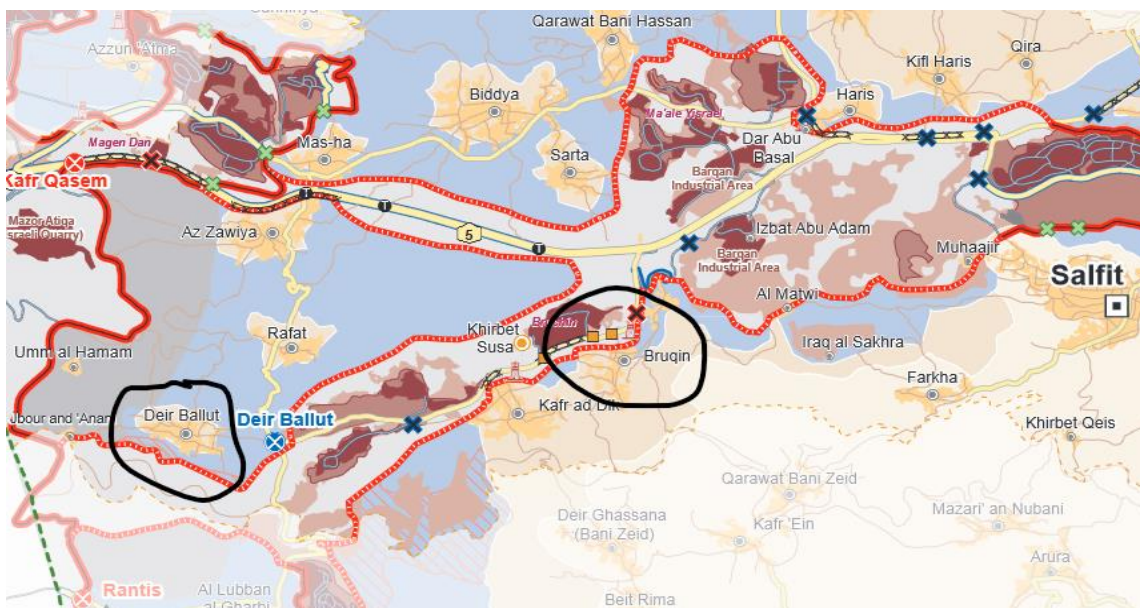 Qarawat Bani Hassan
Azzun 'Atma
Kifl Haris
Qira
Biddya
Haris
Ma'ale Yisrael
Magen Dan
Mas-ha
Dar Abu
Basal
Sarta
Kafr Qasem
Barqan
Industrial Area
Mazor Atiqa
sraeli Quarry)
Az Zawiya
T
T
5
T
Izbat Abu Adam
Barqan
Industrial Area
Muhaajir
Salfit
Al Matwi
Rafat
Khirbet
Susa
Bruchin
Umm al Hamam
Bruqin
Iraq al Sakhra
Farkha
Deir Ballut
Deir Ballut
Kafr ad Dik
jbour and 'Anan
Khirbet Qeis
Qarawat Bani Zeid
Deir Ghassana
(Bani Zeid)
Kafr 'Ein
Mazari' an Nubani
Arura
Rantis
Al Lubban
al Gharbi
Beit Rima